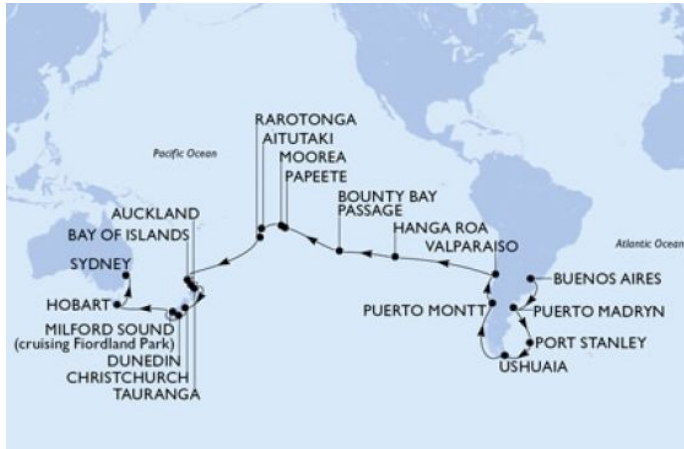 RAROTONGA
AITUTAKI
MOOREA
PAPEETE
Pacific Ocean
BOUNTY BAY
PASSAGE
AUCKLAND
HANGA ROA
BAY OF ISLANDS
VALPARAISO
Atlantic Ocean
SYDNEY
BUENOS AIRES
HOBART
PUERTO MONTT
PUERTO MADRYN
MILFORD SOUND
(cruising Fiordland Park)
PORT STANLEY
DUNEDIN
USHUAIA
CHRISTCHURCH
TAURANGA